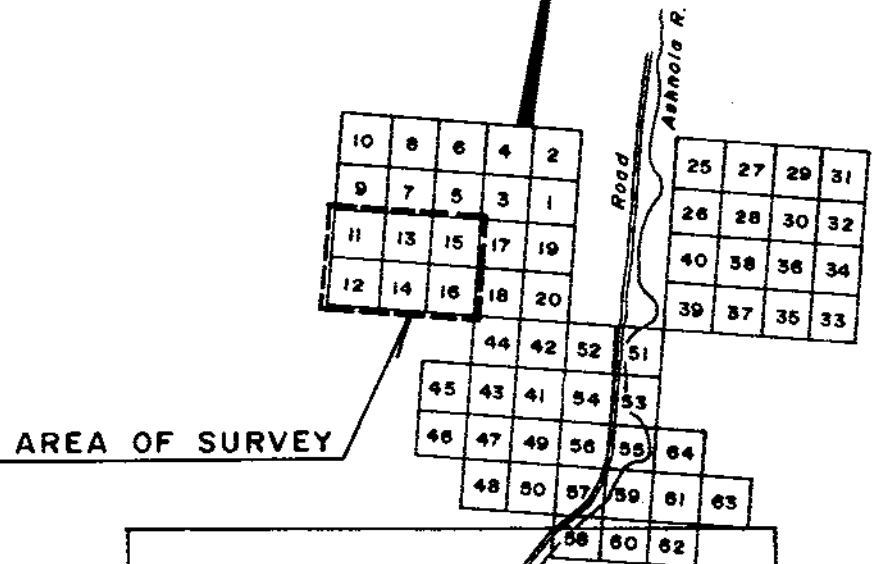 Ashnola R.
Road
10 8 6 4 2
9 7 5 3 1
11 13 15 17 19
12 14 16 18 20
25 27 29 31
26 28 30 32
40 38 36 34
39 37 35 33
44 42 52 51
45 43 41 54 53
46 47 49 56 55 64
48 50 57 59 61 63
58 60 62
AREA OF SURVEY